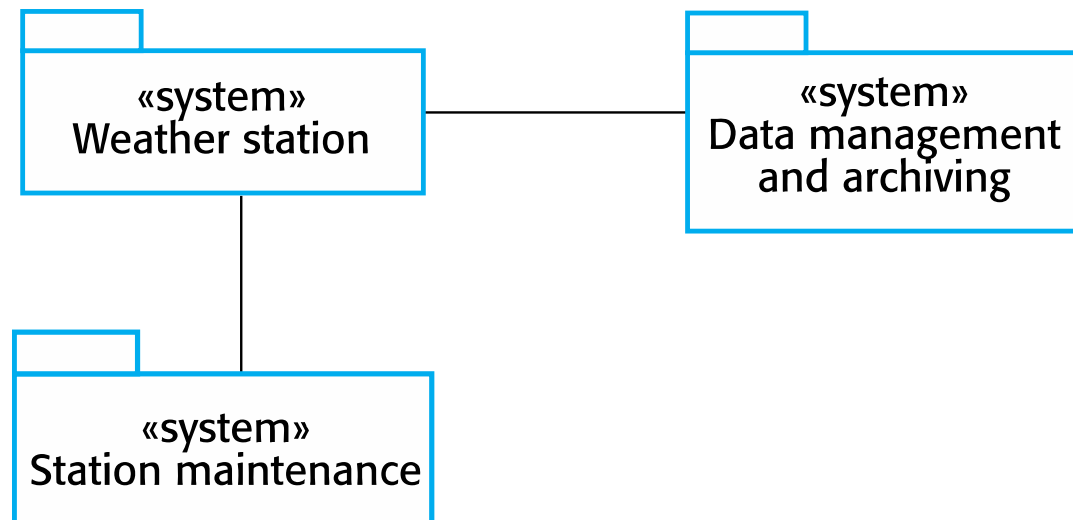 «system»
Weather station
«system»
Data management
and archiving
«system»
Station maintenance